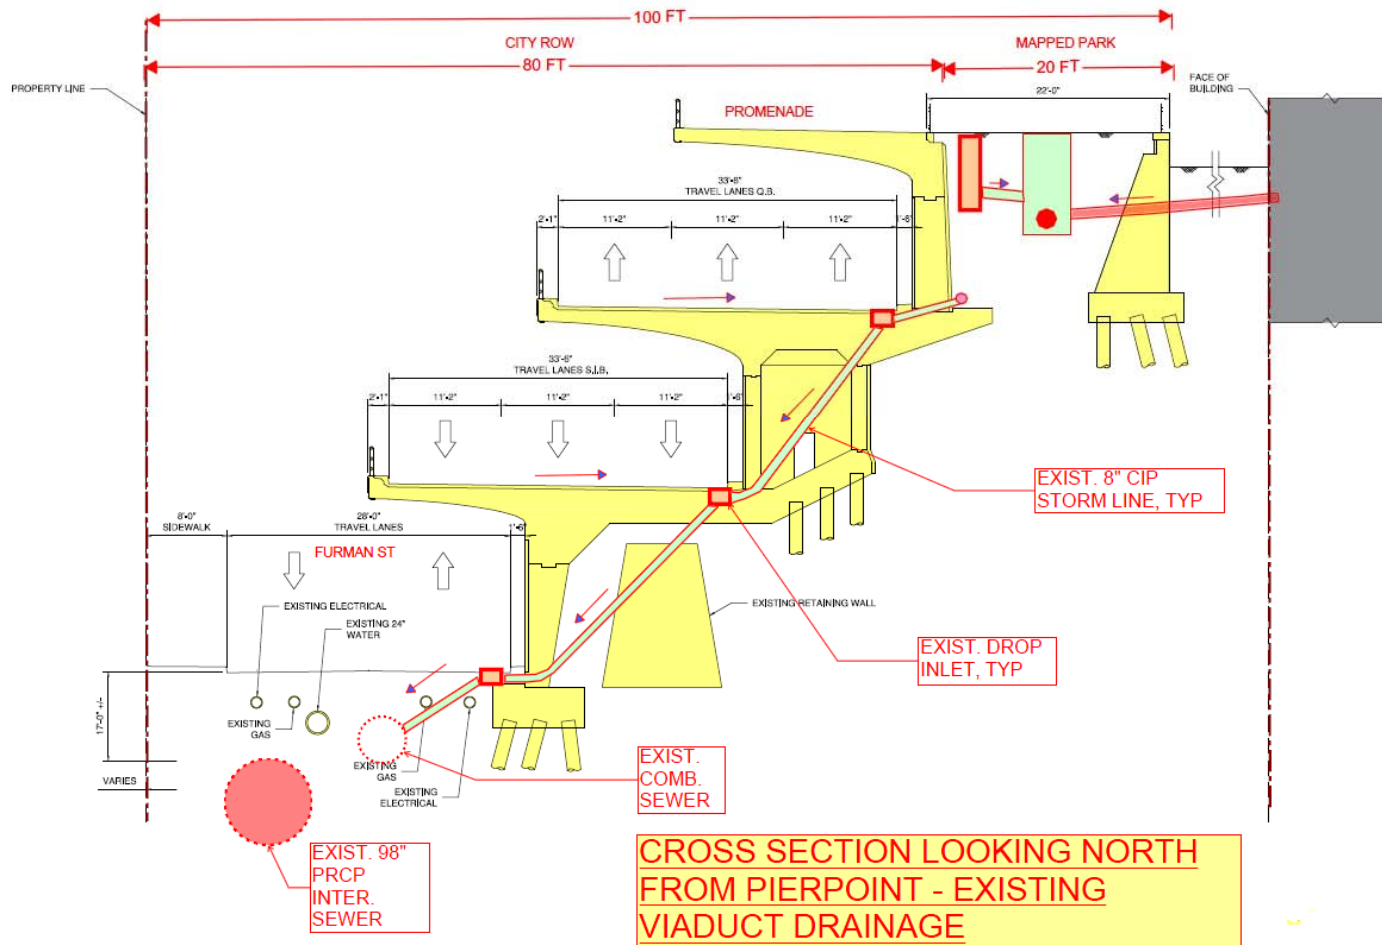 100 FT
CITY ROW
MAPPED PARK
80 FT
20 FT
PROPERTY LINE
FACE OF
BUILDING
22'-0"
PROMENADE
33'-6"
TRAVEL LANES Q.B.
2'-1"
11'-2"
11'-2"
11'-2"
1'-6"
33'-6"
TRAVEL LANES S.I.B.
2'-1"
11'-2"
11'-2"
11'-2"
1'-6"
EXIST. 8" CIP
STORM LINE, TYP
8'-0"
SIDEWALK
28'-0"
TRAVEL LANES
1'-6"
FURMAN ST
EXISTING ELECTRICAL
EXISTING 24"
WATER
EXISTING RETAINING WALL
EXIST. DROP
INLET, TYP
17'-0" +/-
EXISTING
GAS
VARIES
EXISTING
GAS
EXISTING
ELECTRICAL
EXIST.
COMB.
SEWER
EXIST. 98"
PRCP
INTER.
SEWER
CROSS SECTION LOOKING NORTH
FROM PIERPOINT - EXISTING
VIADUCT DRAINAGE